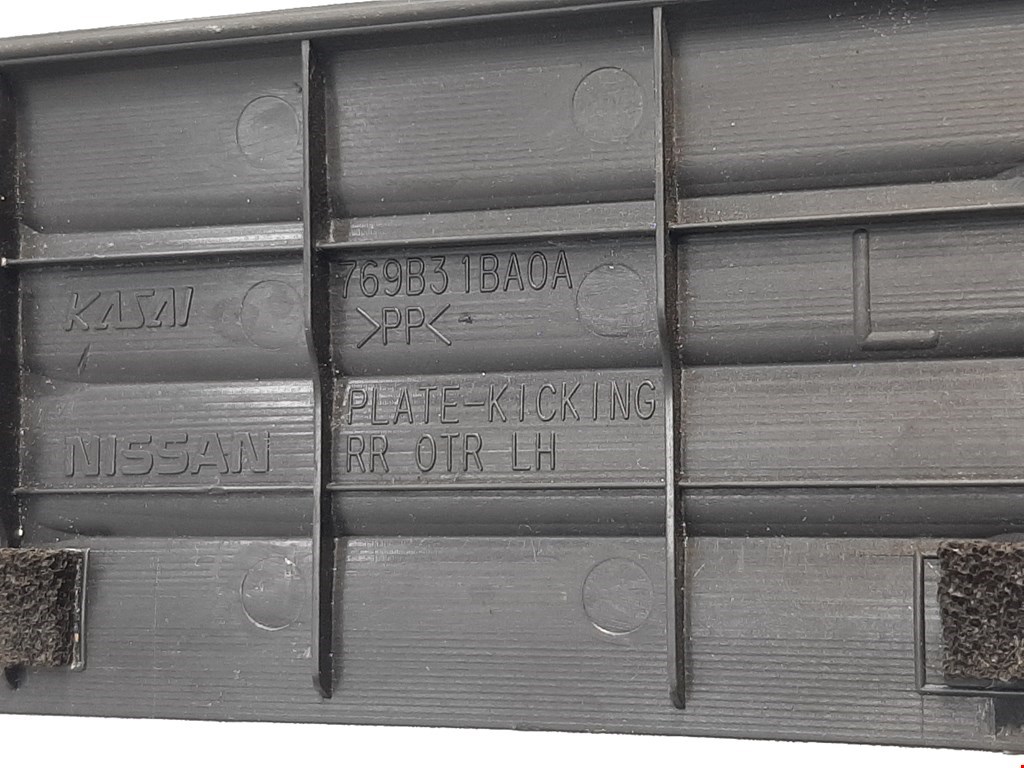 KASAI
769B31BA0A
>PP<
L
PLATE-KICKING
NISSAN
RR OTR LH